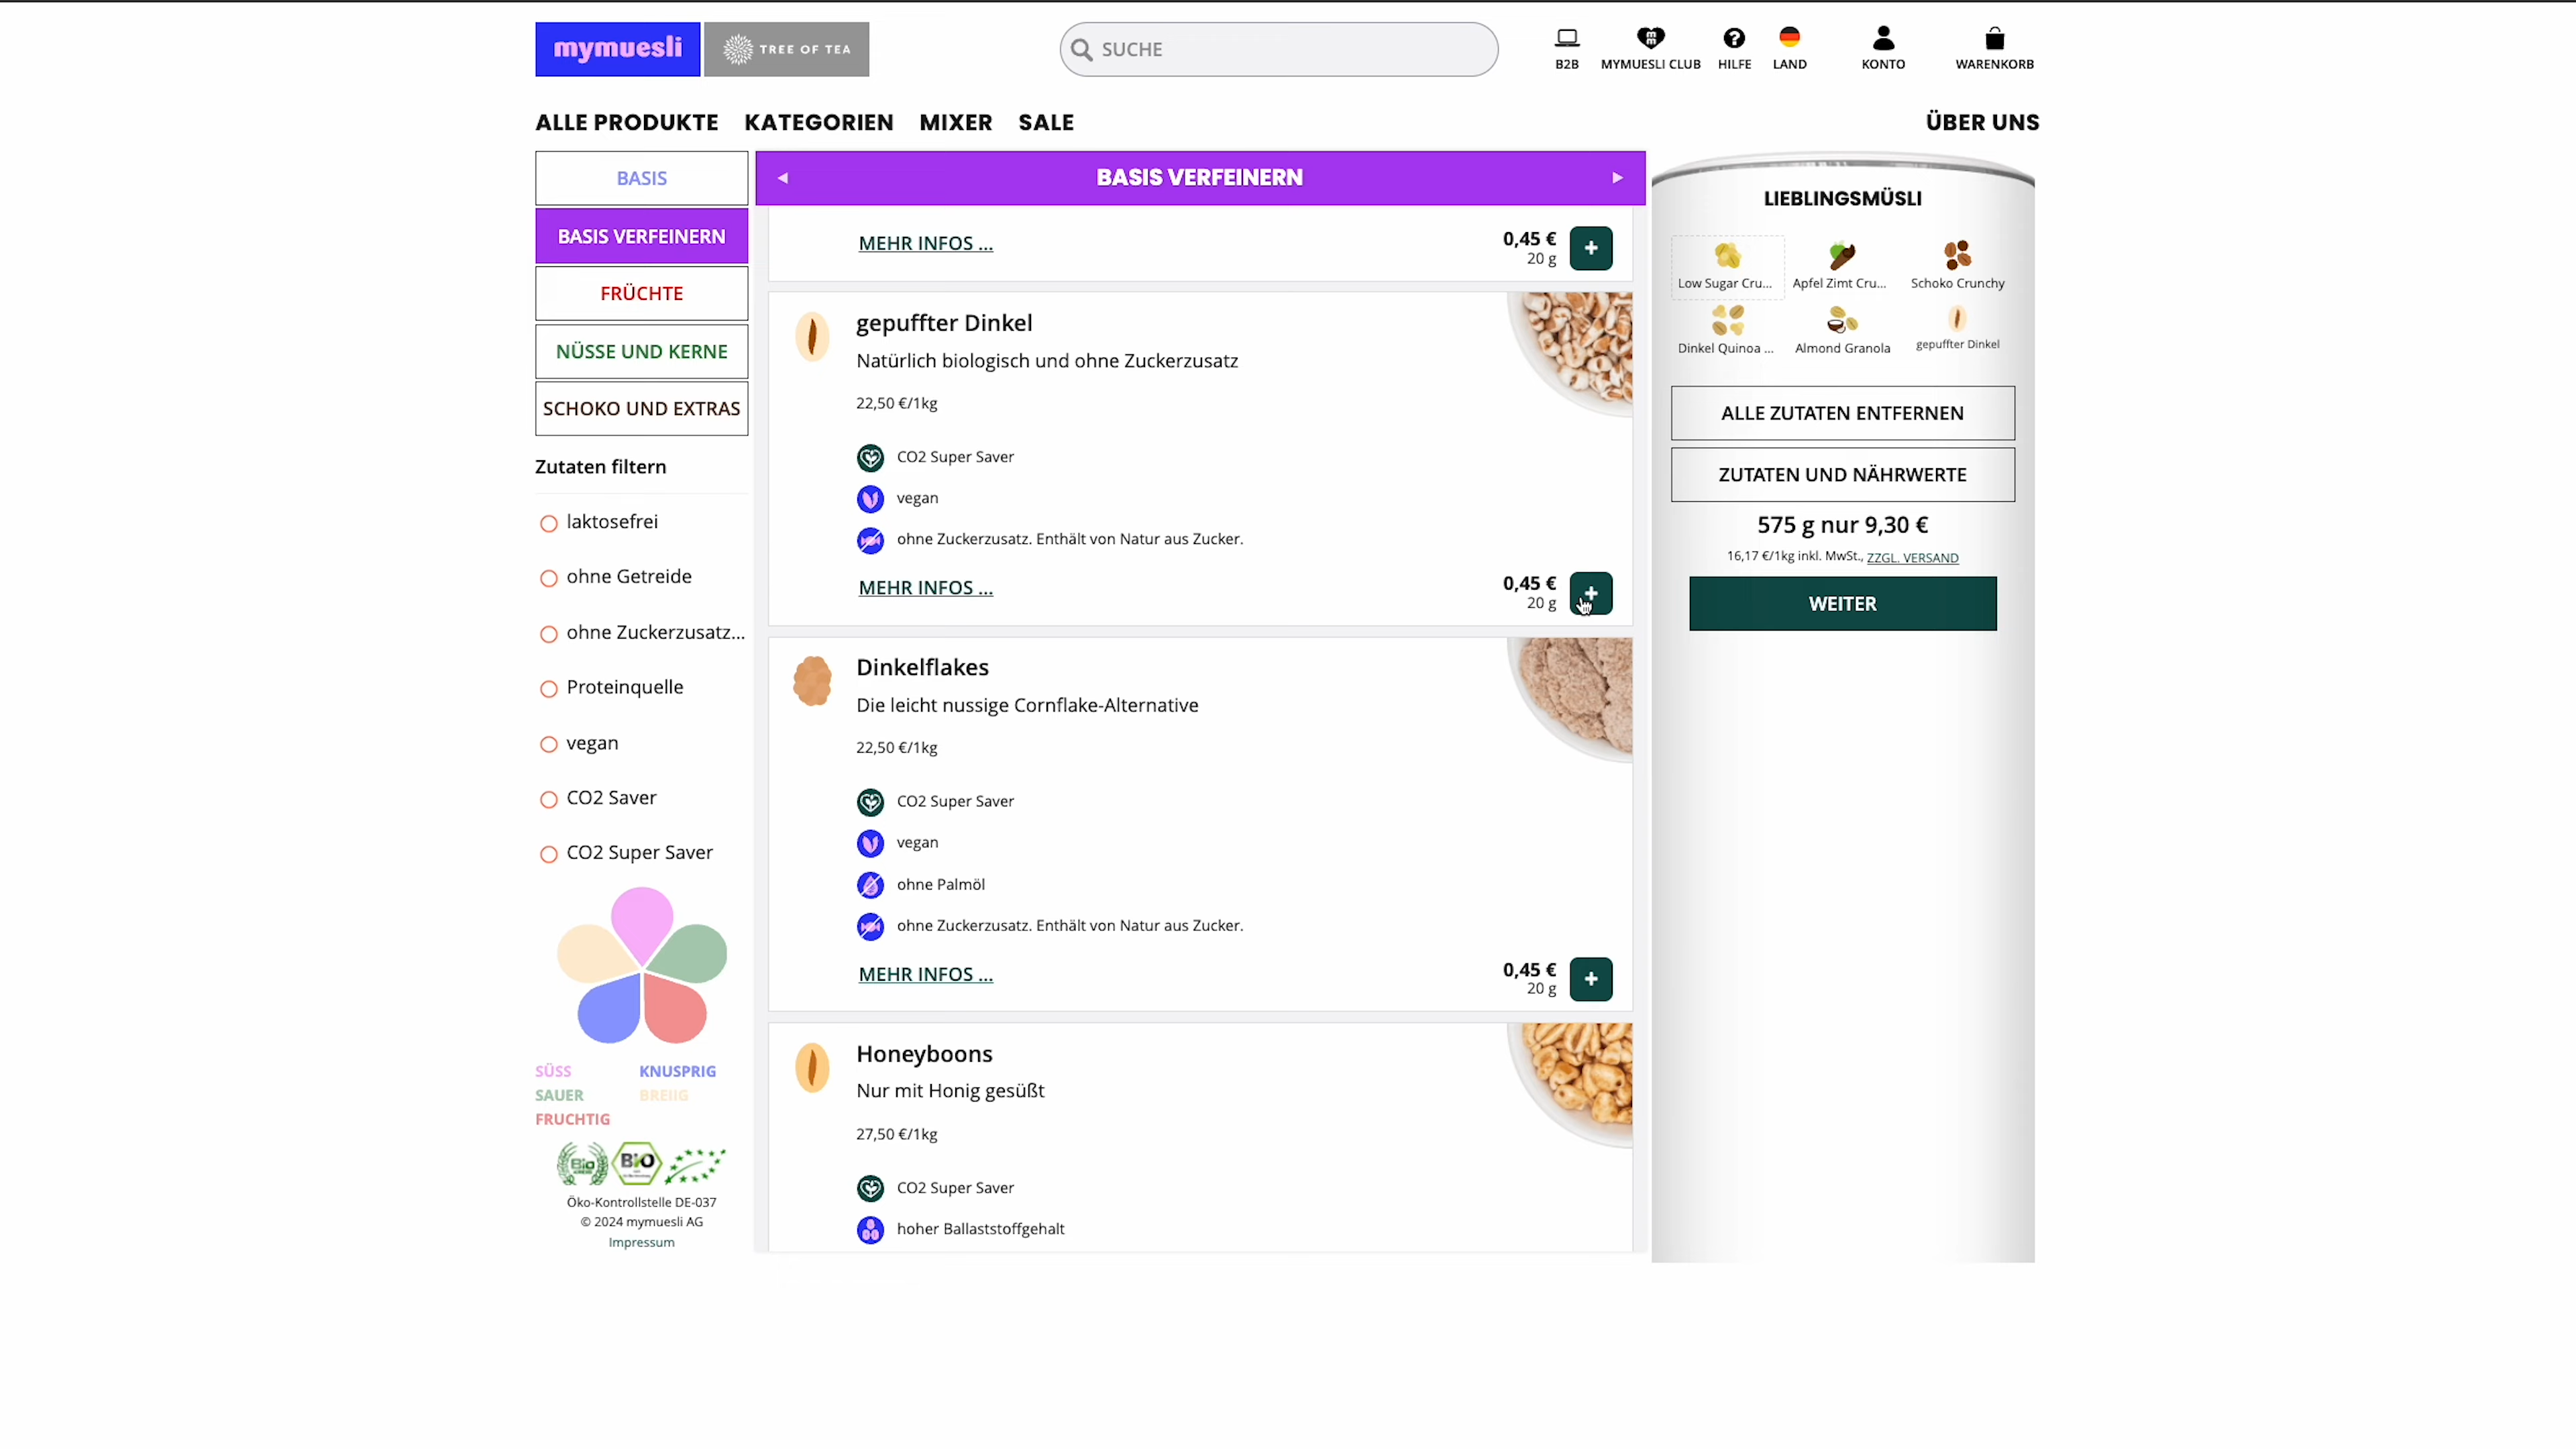 mymuesli
TREE OF TEA
SUCHE
B2B
MYMUESLI CLUB
HILFE
LAND
KONTO
WARENKORB
ALLE PRODUKTE
KATEGORIEN
MIXER
SALE
ÜBER UNS
BASIS
BASIS VERFEINERN
FRÜCHTE
NÜSSE UND KERNE
SCHOKO UND EXTRAS
Zutaten filtern
laktosefrei
ohne Getreide
ohne Zuckerzusatz...
Proteinquelle
vegan
CO2 Saver
CO2 Super Saver
SÜSS
KNUSPRIG
SAUER
BREIIG
FRUCHTIG
Bio
BIO
Öko-Kontrollstelle DE-037
© 2024 mymuesli AG
Impressum
BASIS VERFEINERN
MEHR INFOS ...
0,45 €
20 g
gepuffter Dinkel
Natürlich biologisch und ohne Zuckerzusatz
22,50 €/1kg
CO2 Super Saver
vegan
ohne Zuckerzusatz. Enthält von Natur aus Zucker.
MEHR INFOS ...
0,45 €
20 g
Dinkelflakes
Die leicht nussige Cornflake-Alternative
22,50 €/1kg
CO2 Super Saver
vegan
ohne Palmöl
ohne Zuckerzusatz. Enthält von Natur aus Zucker.
MEHR INFOS ...
0,45 €
20 g
Honeyboons
Nur mit Honig gesüßt
27,50 €/1kg
CO2 Super Saver
hoher Ballaststoffgehalt
LIEBLINGSMÜSLI
Low Sugar Cru...
Apfel Zimt Cru...
Schoko Crunchy
Dinkel Quinoa ...
Almond Granola
gepuffter Dinkel
ALLE ZUTATEN ENTFERNEN
ZUTATEN UND NÄHRWERTE
575 g nur 9,30 €
16,17 €/1kg inkl. MwSt., ZZGL. VERSAND
WEITER